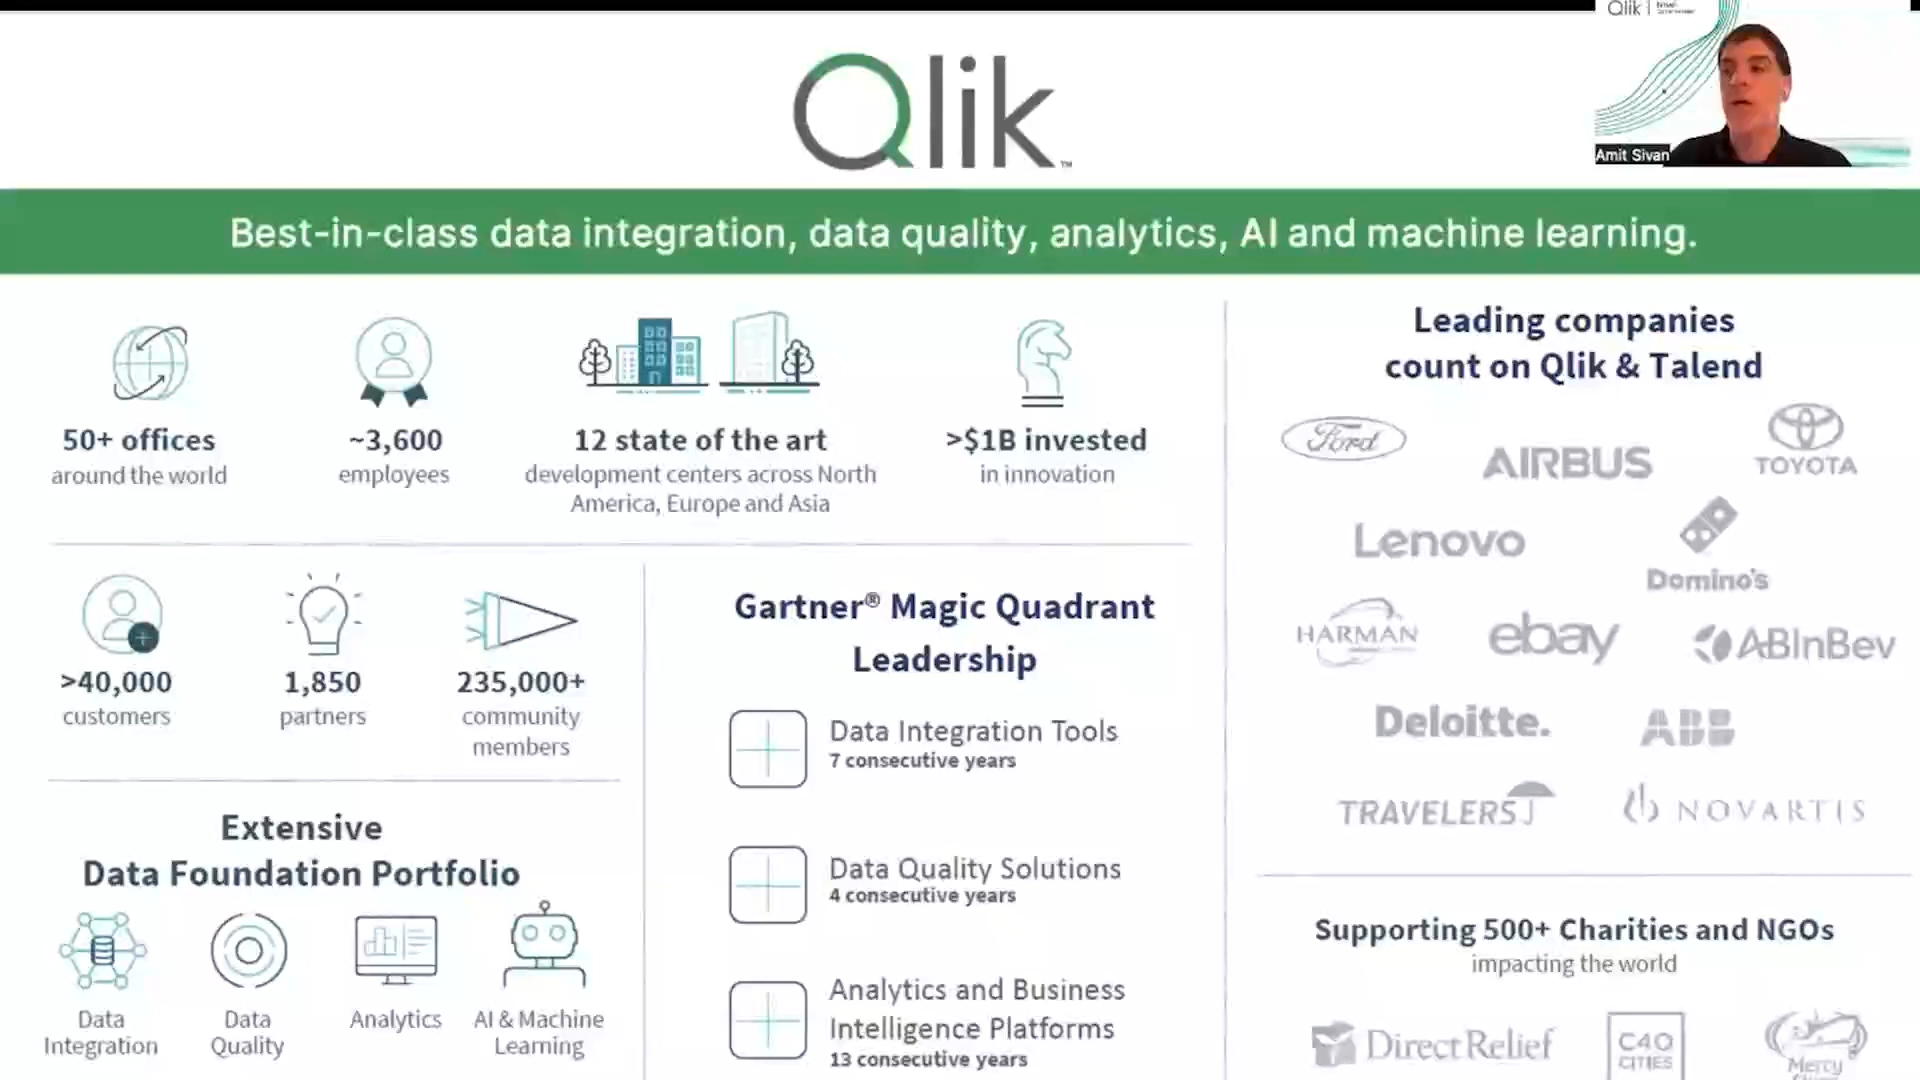 Qlik
Amit Sivan
Qlik™
Best-in-class data integration, data quality, analytics, AI and machine learning.
50+ offices
around the world
~3,600
employees
12 state of the art
development centers across North
America, Europe and Asia
>$1B invested
in innovation
>40,000
customers
1,850
partners
235,000+
community
members
Extensive
Data Foundation Portfolio
Data
Integration
Data
Quality
Analytics
AI & Machine
Learning
Gartner® Magic Quadrant
Leadership
Data Integration Tools
7 consecutive years
Data Quality Solutions
4 consecutive years
Analytics and Business
Intelligence Platforms
13 consecutive years
Leading companies
count on Qlik & Talend
Ford
AIRBUS
TOYOTA
Lenovo
Domino's
HARMAN
ebay
ABInBev
Deloitte.
ABB
TRAVELERS
NOVARTIS
Supporting 500+ Charities and NGOs
impacting the world
DirectRelief
C40
CITIES
Mercy